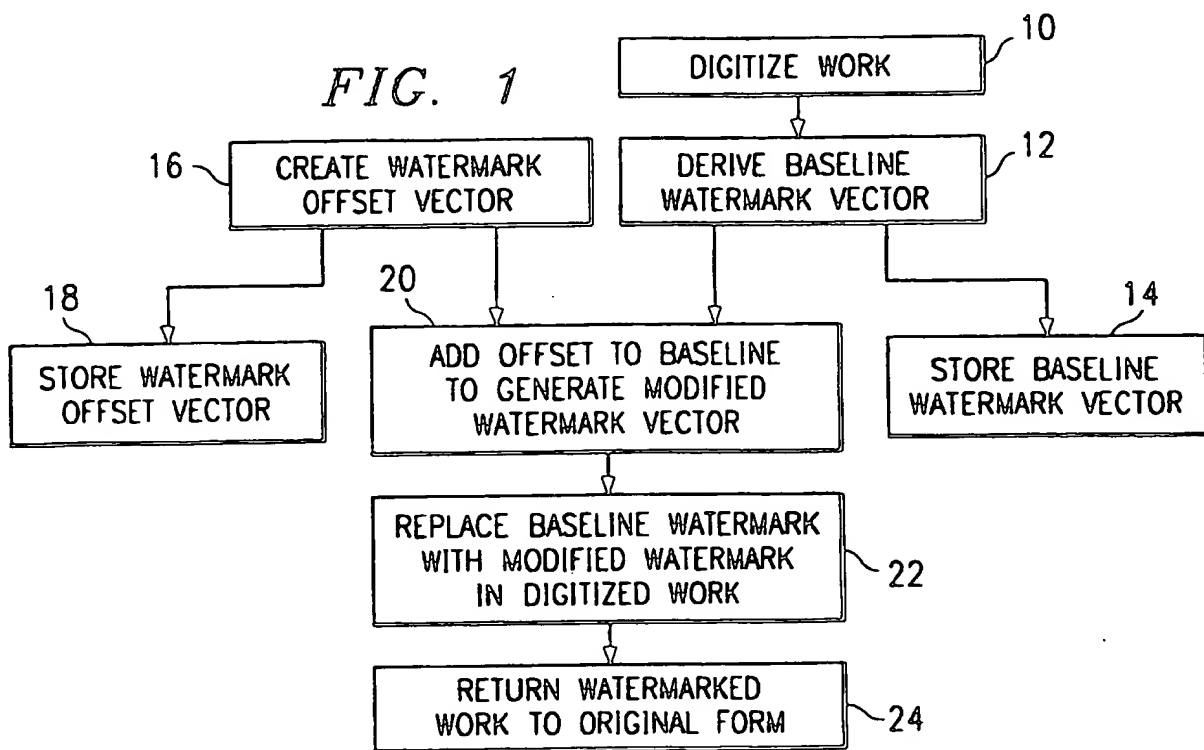 FIG. 1
10
DIGITIZE WORK
16
CREATE WATERMARK
OFFSET VECTOR
DERIVE BASELINE
WATERMARK VECTOR
12
18
STORE WATERMARK
OFFSET VECTOR
20
ADD OFFSET TO BASELINE
TO GENERATE MODIFIED
WATERMARK VECTOR
14
STORE BASELINE
WATERMARK VECTOR
REPLACE BASELINE WATERMARK
WITH MODIFIED WATERMARK
IN DIGITIZED WORK
22
RETURN WATERMARKED
WORK TO ORIGINAL FORM
24